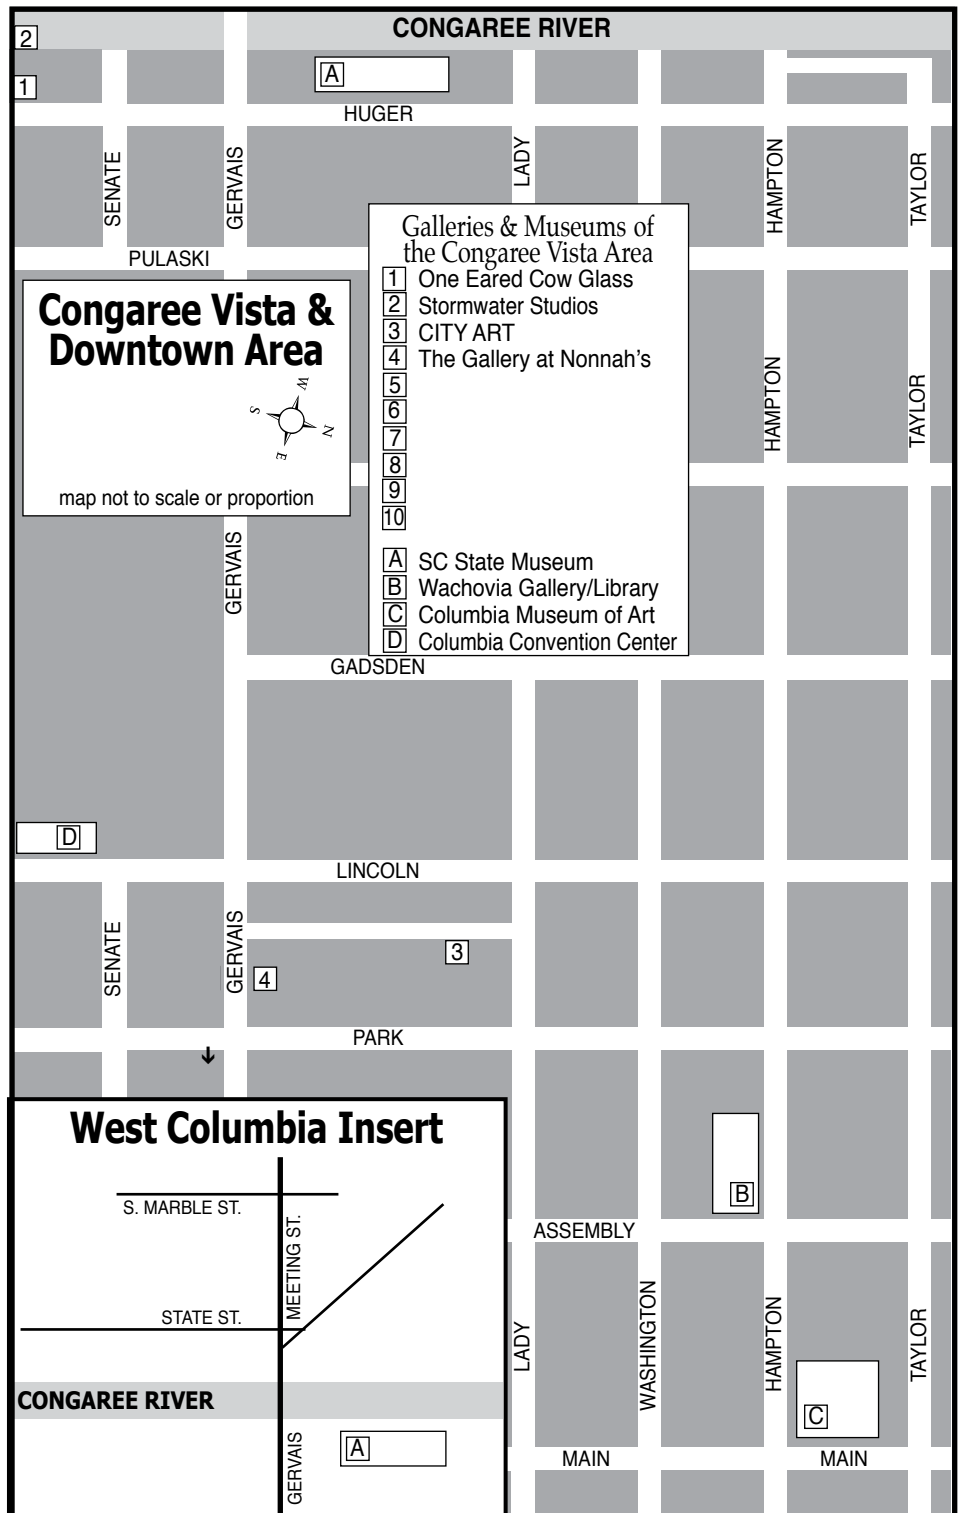 CONGAREE RIVER
2
1
A
HUGER
SENATE
GERVAIS
LADY
HAMPTON
TAYLOR
PULASKI
Galleries & Museums of
the Congaree Vista Area
1 One Eared Cow Glass
2 Stormwater Studios
3 CITY ART
4 The Gallery at Nonnah's
5
6
7
8
9
10
A SC State Museum
B Wachovia Gallery/Library
C Columbia Museum of Art
D Columbia Convention Center
Congaree Vista &
Downtown Area
W
S
N
E
map not to scale or proportion
HAMPTON
TAYLOR
GERVAIS
GADSDEN
D
LINCOLN
SENATE
GERVAIS
3
4
PARK
B
ASSEMBLY
LADY
WASHINGTON
HAMPTON
TAYLOR
C
MAIN
MAIN
West Columbia Insert
S. MARBLE ST.
MEETING ST.
STATE ST.
CONGAREE RIVER
GERVAIS
A